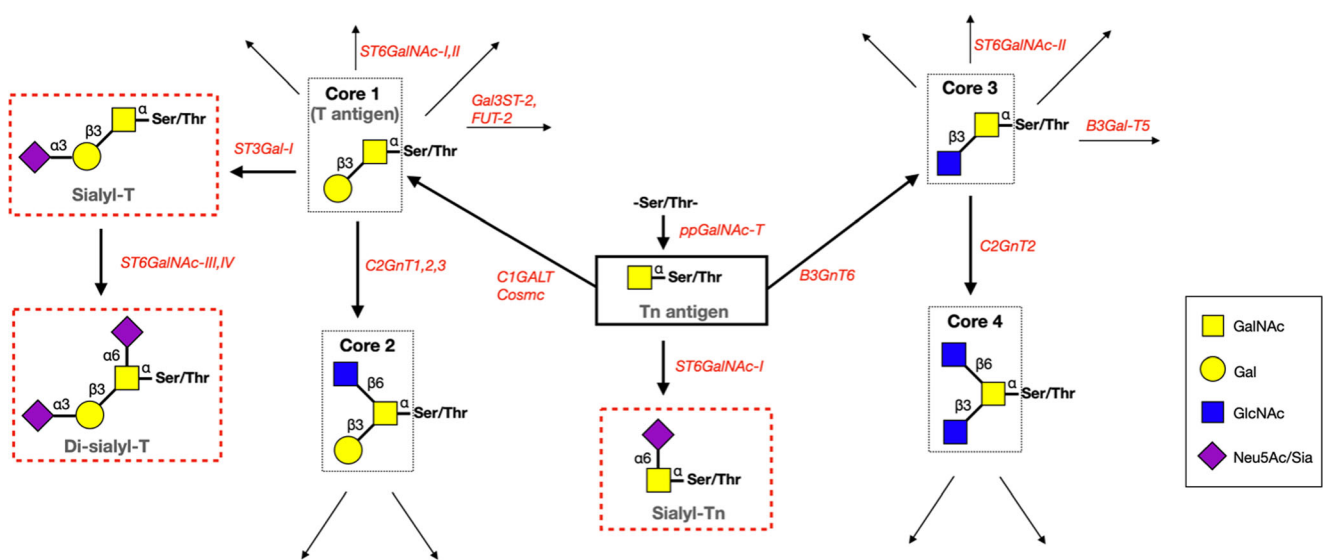 ST6GalNAc-I,II
Core 1
(T antigen)
Gal3ST-2,
FUT-2
α
Ser/Thr
β3
α
Ser/Thr
β3
α3
Sialyl-T
ST3Gal-I
ST6GalNAc-III,IV
α6
α
Ser/Thr
β3
α3
Di-sialyl-T
C2GnT1,2,3
Core 2
β6
α
Ser/Thr
β3
C1GALT
Cosmc
-Ser/Thr-
ppGalNAc-T
α
Ser/Thr
Tn antigen
B3GnT6
ST6GalNAc-I
α6
α
Ser/Thr
Sialyl-Tn
ST6GalNAc-II
Core 3
α
Ser/Thr
β3
B3Gal-T5
C2GnT2
Core 4
β6
α
Ser/Thr
β3
GalNAc
Gal
GlcNAc
Neu5Ac/Sia